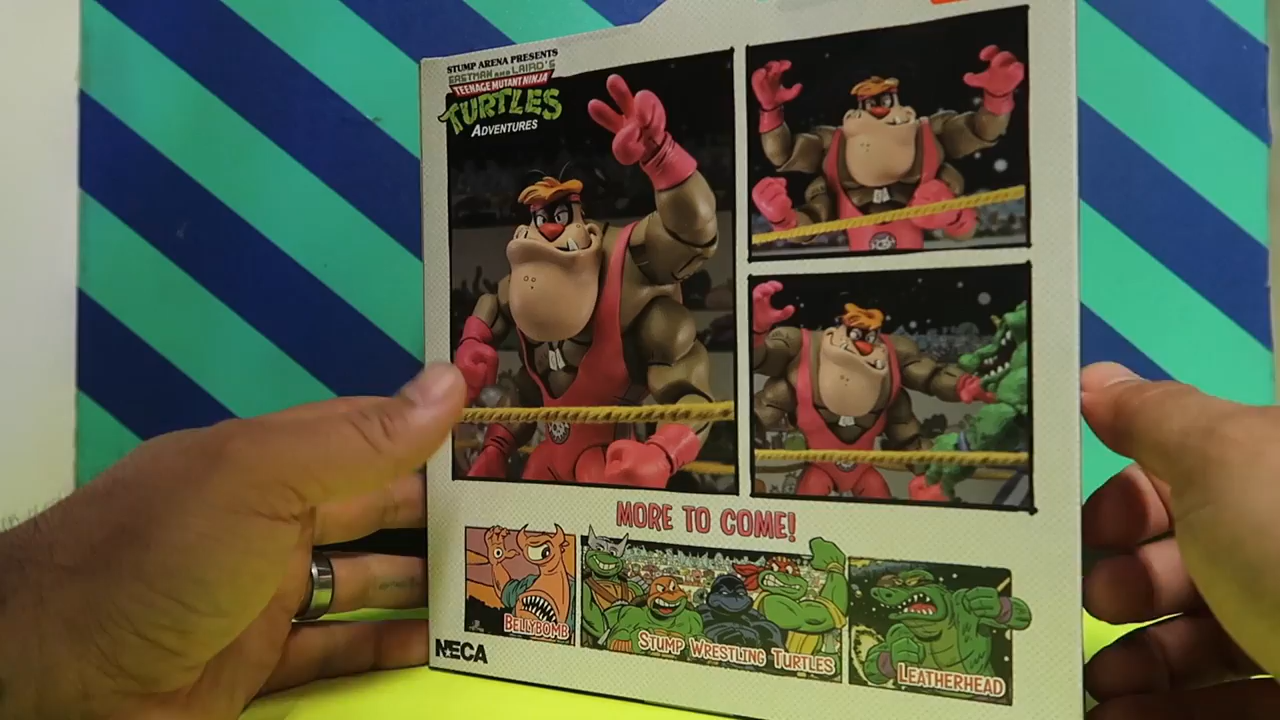 STUMP ARENA PRESENTS
EASTMAN AND LAIRD'S
TEENAGE MUTANT NINJA
TURTLES
ADVENTURES
MORE TO COME!
BELLYBOMB
STUMP WRESTLING TURTLES
LEATHERHEAD
NECA